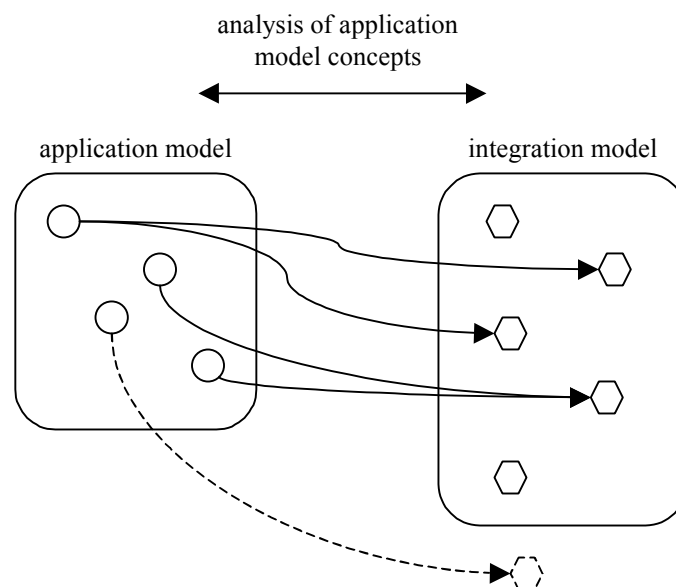 analysis of application
model concepts
application model
integration model